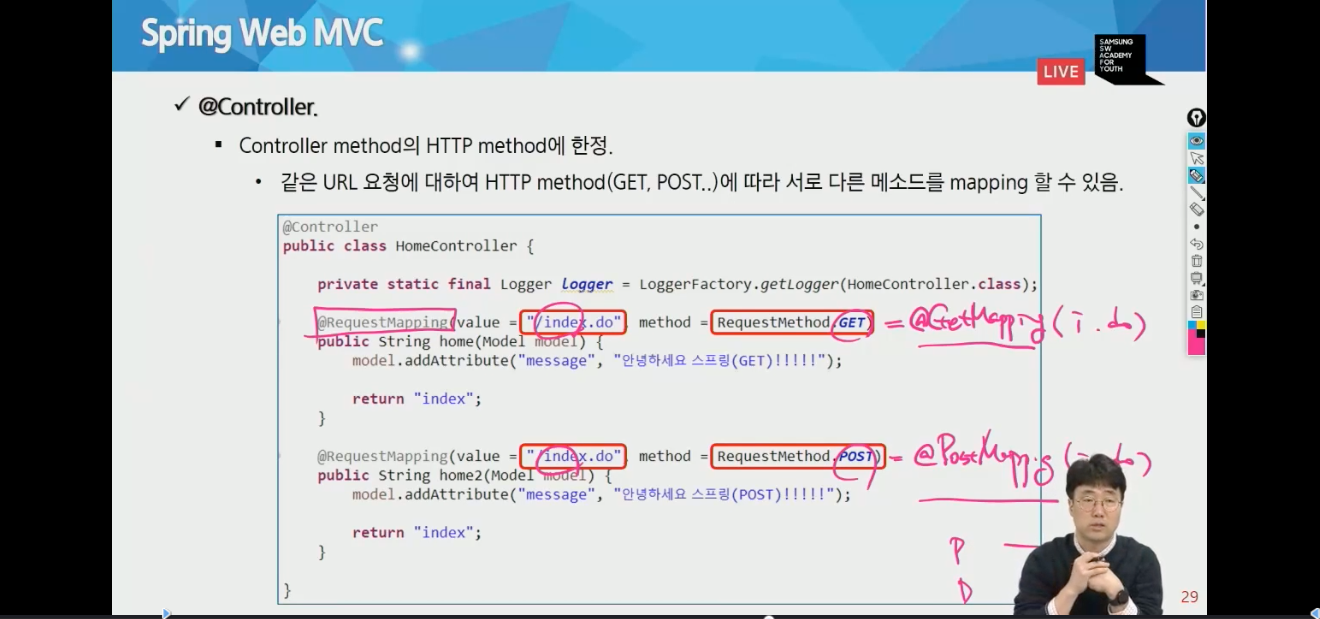 Spring Web MVC
SAMSUNG
SW
ACADEMY
FOR
YOUTH
LIVE
✓ @Controller.
▪ Controller method의 HTTP method에 한정.
• 같은 URL 요청에 대하여 HTTP method(GET, POST..)에 따라 서로 다른 메소드를 mapping 할 수 있음.
@Controller
public class HomeController {
private static final Logger logger = LoggerFactory.getLogger(HomeController.class);
@RequestMapping(value = "/index.do", method = RequestMethod.GET) = @GetMapping(i.do)
public String home(Model model) {
model.addAttribute("message", "안녕하세요 스프링(GET)!!!!!");
return "index";
}
@RequestMapping(value = "/index.do", method = RequestMethod.POST) = @PostMappig
public String home2(Model model) {
model.addAttribute("message", "안녕하세요 스프링(POST)!!!!!");
return "index";
}
}
P
D
29